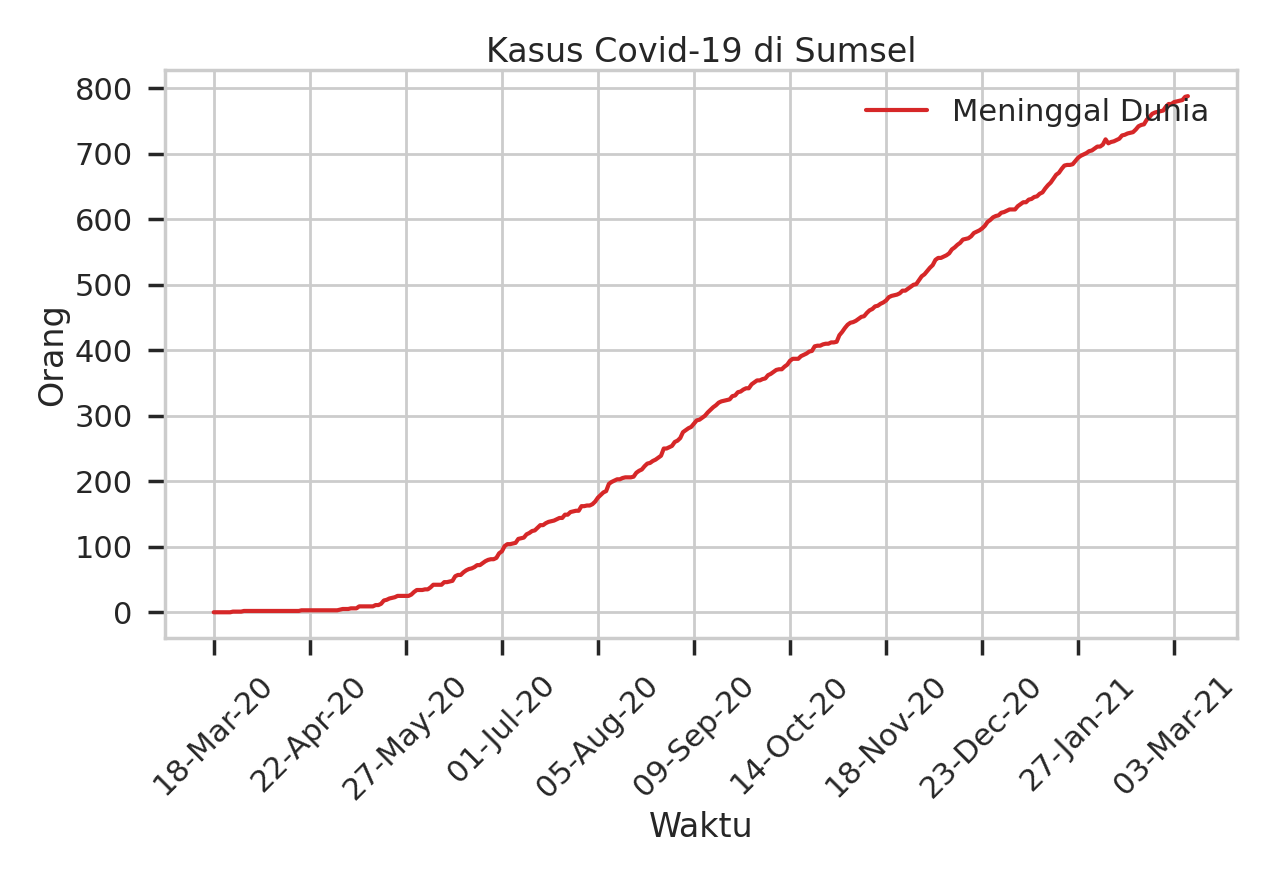 Kasus Covid-19 di Sumsel
Meninggal Dunia
800
700
600
500
400
300
200
100
0
Orang
18-Mar-20
22-Apr-20
27-May-20
01-Jul-20
05-Aug-20
09-Sep-20
14-Oct-20
18-Nov-20
23-Dec-20
27-Jan-21
03-Mar-21
Waktu